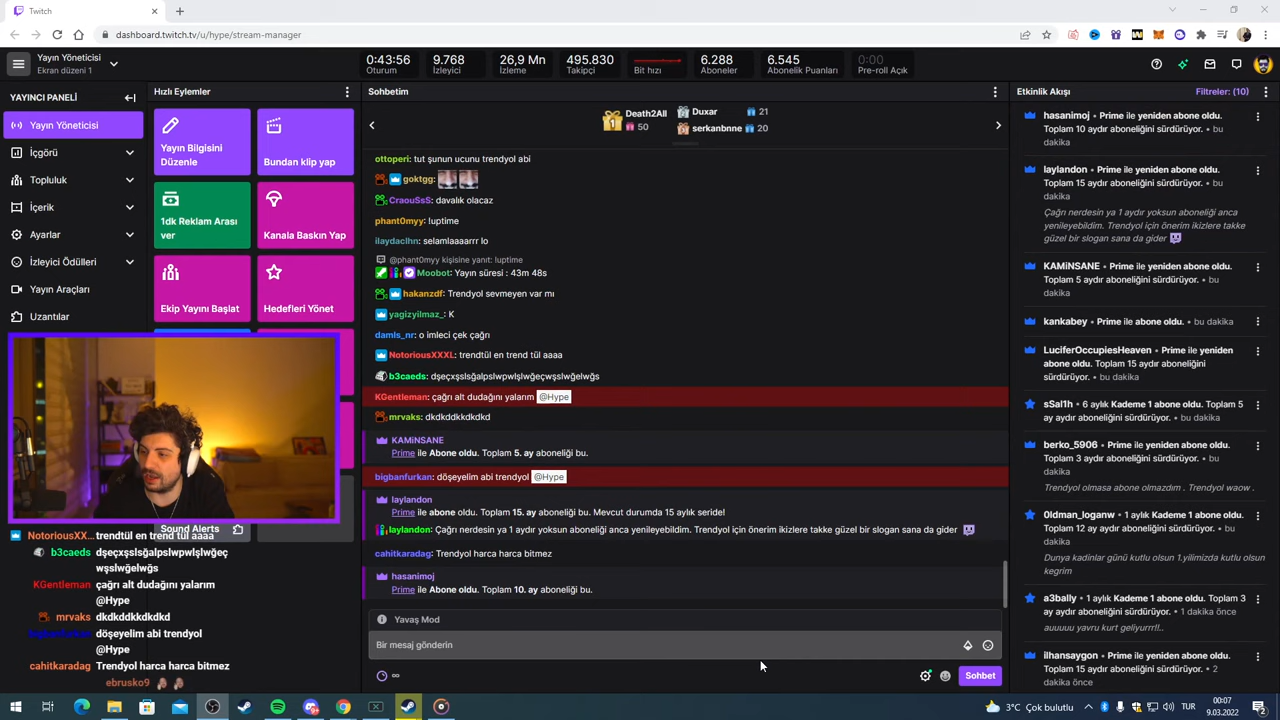 Twitch
dashboard.twitch.tv/u/hype/stream-manager
Yayın Yöneticisi
Ekran düzeni 1
0:43:56
Oturum
9.768
İzleyici
26,9 Mn
İzleme
495.830
Takipçi
Bit hızı
6.288
Aboneler
6.545
Abonelik Puanları
0:00
Pre-roll Açık
YAYINCI PANELİ
Yayın Yöneticisi
İçgörü
Topluluk
İçerik
Ayarlar
İzleyici Ödülleri
Yayın Araçları
Uzantılar
Hızlı Eylemler
Yayın Bilgisini
Düzenle
Bundan klip yap
1dk Reklam Arası
ver
Kanala Baskın Yap
Ekip Yayını Başlat
Hedefleri Yönet
Sound Alerts
Sohbetim
Death2All
50
Duxar 21
serkanbnne 20
ottoperi: tut şunun ucunu trendyol abi
goktgg:
CraouSsS: davalık olacaz
phant0myy: !uptime
ilaydaclhn: selamlaaaarrr lo
@phant0myy kişisine yanıt: !uptime
Moobot: Yayın süresi : 43m 48s
hakanzdf: Trendyol sevmeyen var mı
yagizyilmaz_: K
damls_nr: o imleci çek çağrı
NotoriousXXXL: trendtül en trend tül aaaa
b3caeds: dşeçxşslsğalpslwpwlşlwğeçwşslwğelwğs
KGentleman: çağrı alt dudağını yalarım @Hype
mrvaks: dkdkddkkdkdkd
KAMiNSANE
Prime ile Abone oldu. Toplam 5. ay aboneliği bu.
bigbanfurkan: döşeyelim abi trendyol @Hype
laylandon
Prime ile abone oldu. Toplam 15. ay aboneliği bu. Mevcut durumda 15 aylık seride!
laylandon: Çağrı nerdesin ya 1 aydır yoksun aboneliği anca yenileyebildim. Trendyol için önerim ikizlere takke güzel bir slogan sana da gider
cahitkaradag: Trendyol harca harca bitmez
hasanimoj
Prime ile Abone oldu. Toplam 10. ay aboneliği bu.
Yavaş Mod
Bir mesaj gönderin
Sohbet
Etkinlik Akışı
Filtreler: (10)
hasanimoj • Prime ile yeniden abone oldu.
Toplam 10 aydır aboneliğini sürdürüyor. • bu
dakika
laylandon • Prime ile yeniden abone oldu.
Toplam 15 aydır aboneliğini sürdürüyor. • bu
dakika
Çağrı nerdesin ya 1 aydır yoksun aboneliği anca
yenileyebildim. Trendyol için önerim ikizlere takke
güzel bir slogan sana da gider
KAMiNSANE • Prime ile yeniden abone oldu.
Toplam 5 aydır aboneliğini sürdürüyor. • bu
dakika
kankabey • Prime ile abone oldu. • bu dakika
LuciferOccupiesHeaven • Prime ile yeniden
abone oldu. Toplam 15 aydır aboneliğini
sürdürüyor. • bu dakika
sSal1h • 6 aylık Kademe 1 abone oldu. Toplam 5
ay aydır aboneliğini sürdürüyor. • bu dakika
berko_5906 • Prime ile yeniden abone oldu.
Toplam 3 aydır aboneliğini sürdürüyor. • bu
dakika
Trendyol olmasa abone olmazdım . Trendyol waow .
0ldman_loganw • Prime ile yeniden abone oldu.
Toplam 12 ay aydır aboneliğini sürdürüyor. • bu
dakika
Dunya kadinlar günü kutlu olsun 1.yilimizda kutlu olsun
kegrim
a3bally • 1 aylık Kademe 1 abone oldu. Toplam 3
ay aydır aboneliğini sürdürüyor. • 1 dakika önce
auuuuu yavru kurt geliyurrr!!..
ilhansaygon • Prime ile yeniden abone oldu.
Toplam 15 aydır aboneliğini sürdürüyor. • 2
dakika önce
NotoriousXX: trendtül en trend tül aaaa
b3caeds dşeçxşslsğalpslwpwlşlwğeç
wşslwğelwğs
KGentleman çağrı alt dudağını yalarım
@Hype
mrvaks dkdkddkkdkdkd
bigbanfurkan döşeyelim abi trendyol
@Hype
cahitkaradag Trendyol harca harca bitmez
ebrusko9
3°C Çok bulutlu
TUR
00:07
9.03.2022
2